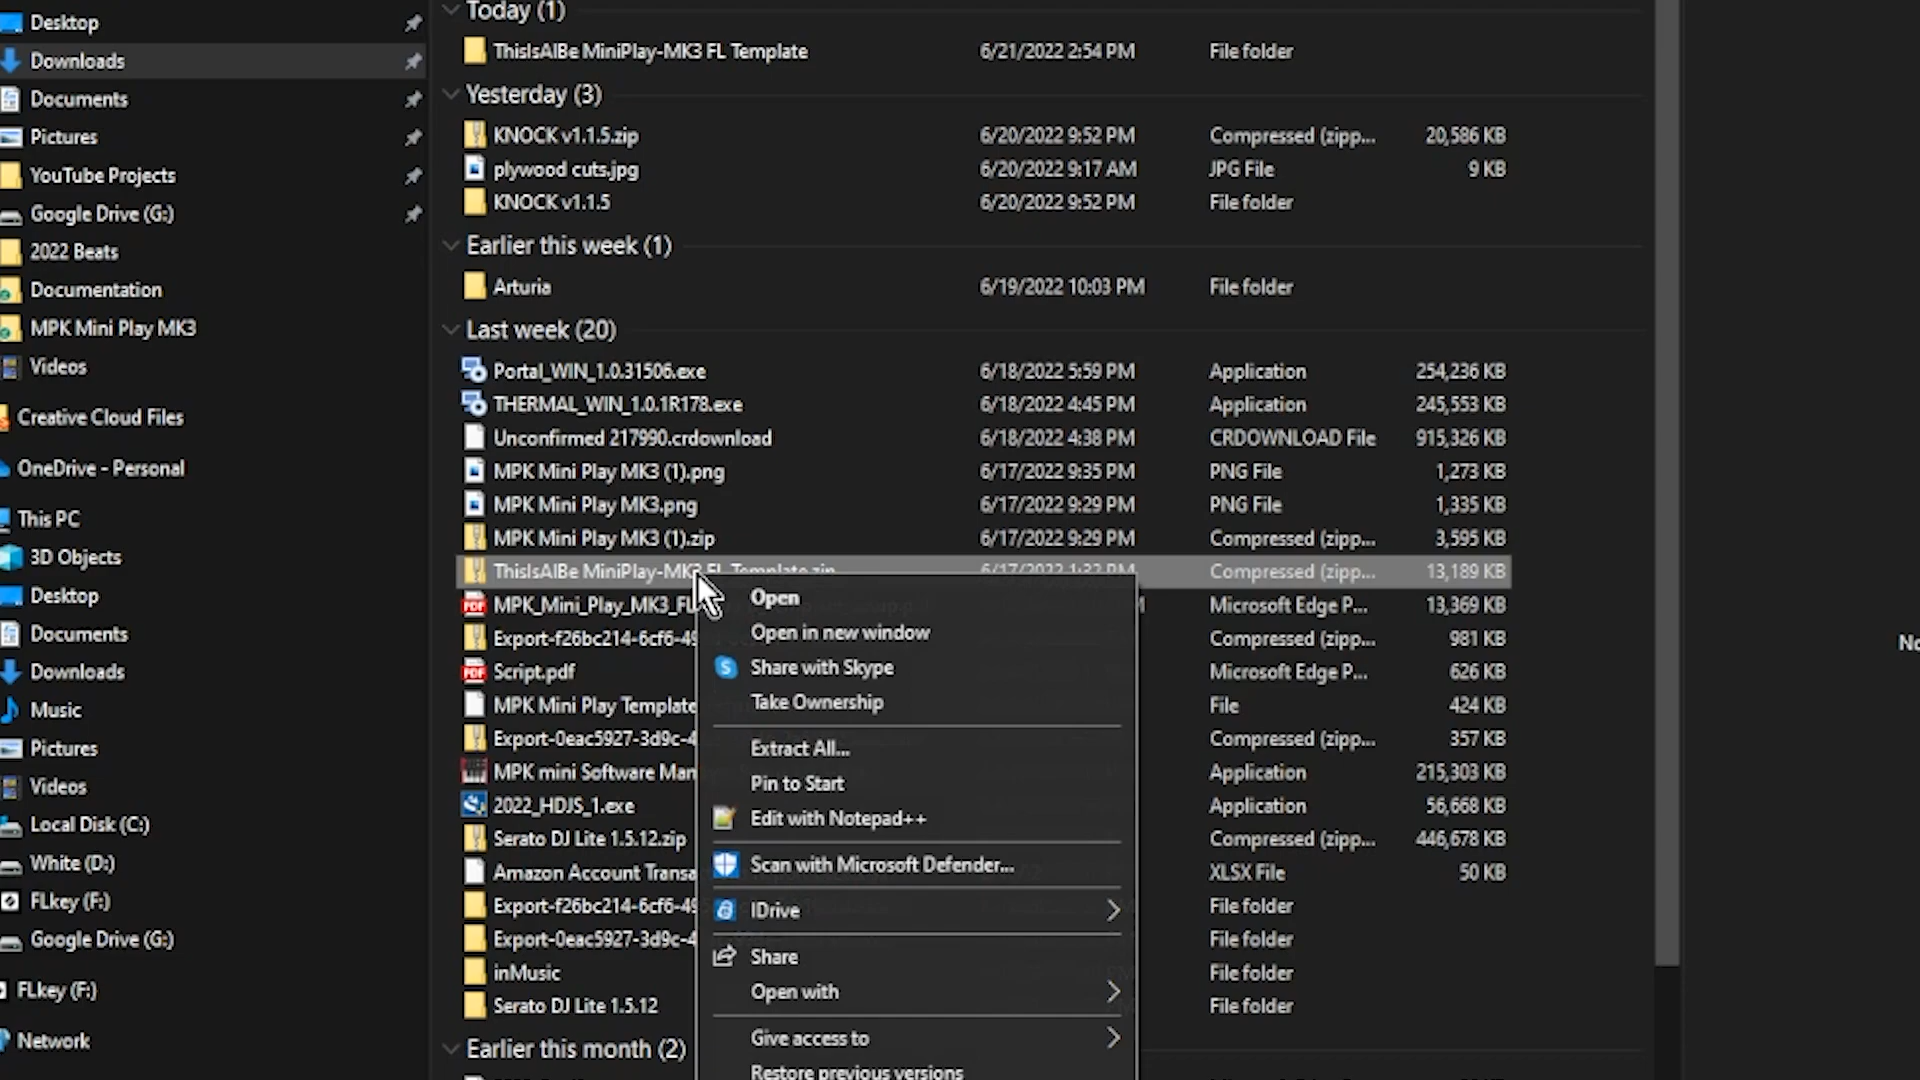 Desktop
Downloads
Documents
Pictures
YouTube Projects
Google Drive (G:)
2022 Beats
Documentation
MPK Mini Play MK3
Videos
Creative Cloud Files
OneDrive - Personal
This PC
3D Objects
Desktop
Documents
Downloads
Music
Pictures
Videos
Local Disk (C:)
White (D:)
FLkey (F:)
Google Drive (G:)
FLkey (F:)
Network
Today (1)
ThisIsAlBe MiniPlay-MK3 FL Template 6/21/2022 2:54 PM File folder
Yesterday (3)
KNOCK v1.1.5.zip 6/20/2022 9:52 PM Compressed (zipp... 20,586 KB
plywood cuts.jpg 6/20/2022 9:17 AM JPG File 9 KB
KNOCK v1.1.5 6/20/2022 9:52 PM File folder
Earlier this week (1)
Arturia 6/19/2022 10:03 PM File folder
Last week (20)
Portal_WIN_1.0.31506.exe 6/18/2022 5:59 PM Application 254,236 KB
THERMAL_WIN_1.0.1R178.exe 6/18/2022 4:45 PM Application 245,553 KB
Unconfirmed 217990.crdownload 6/18/2022 4:38 PM CRDOWNLOAD File 915,326 KB
MPK Mini Play MK3 (1).png 6/17/2022 9:35 PM PNG File 1,273 KB
MPK Mini Play MK3.png 6/17/2022 9:29 PM PNG File 1,335 KB
MPK Mini Play MK3 (1).zip 6/17/2022 9:29 PM Compressed (zipp... 3,595 KB
ThisIsAlBe MiniPlay-MK3 FL Template.zip 6/17/2022 1:32 PM Compressed (zipp... 13,189 KB
MPK_Mini_Play_MK3_FL Microsoft Edge P... 13,369 KB
Export-f26bc214-6cf6-49 Compressed (zipp... 981 KB
Script.pdf Microsoft Edge P... 626 KB
MPK Mini Play Template File 424 KB
Export-0eac5927-3d9c-4 Compressed (zipp... 357 KB
MPK mini Software Man Application 215,303 KB
2022_HDJS_1.exe Application 56,668 KB
Serato DJ Lite 1.5.12.zip Compressed (zipp... 446,678 KB
Amazon Account Transa XLSX File 50 KB
Export-f26bc214-6cf6-49 File folder
Export-0eac5927-3d9c-4 File folder
inMusic File folder
Serato DJ Lite 1.5.12 File folder
Earlier this month (2)
Open
Open in new window
Share with Skype
Take Ownership
Extract All...
Pin to Start
Edit with Notepad++
Scan with Microsoft Defender...
IDrive
Share
Open with
Give access to
Restore previous versions
No